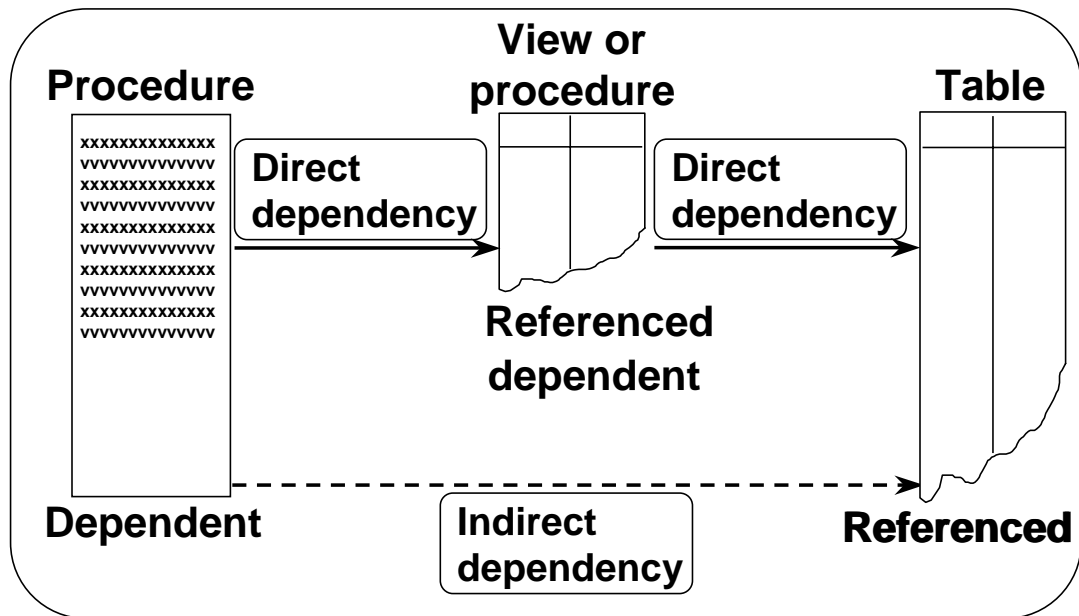 View or
procedure
Procedure
Table
xxxxxxxxxxxxxx
vvvvvvvvvvvvvv
xxxxxxxxxxxxxx
vvvvvvvvvvvvvv
xxxxxxxxxxxxxx
vvvvvvvvvvvvvv
xxxxxxxxxxxxxx
vvvvvvvvvvvvvv
xxxxxxxxxxxxxx
vvvvvvvvvvvvvv
Direct
dependency
Direct
dependency
Referenced
dependent
Dependent
Indirect
dependency
Referenced